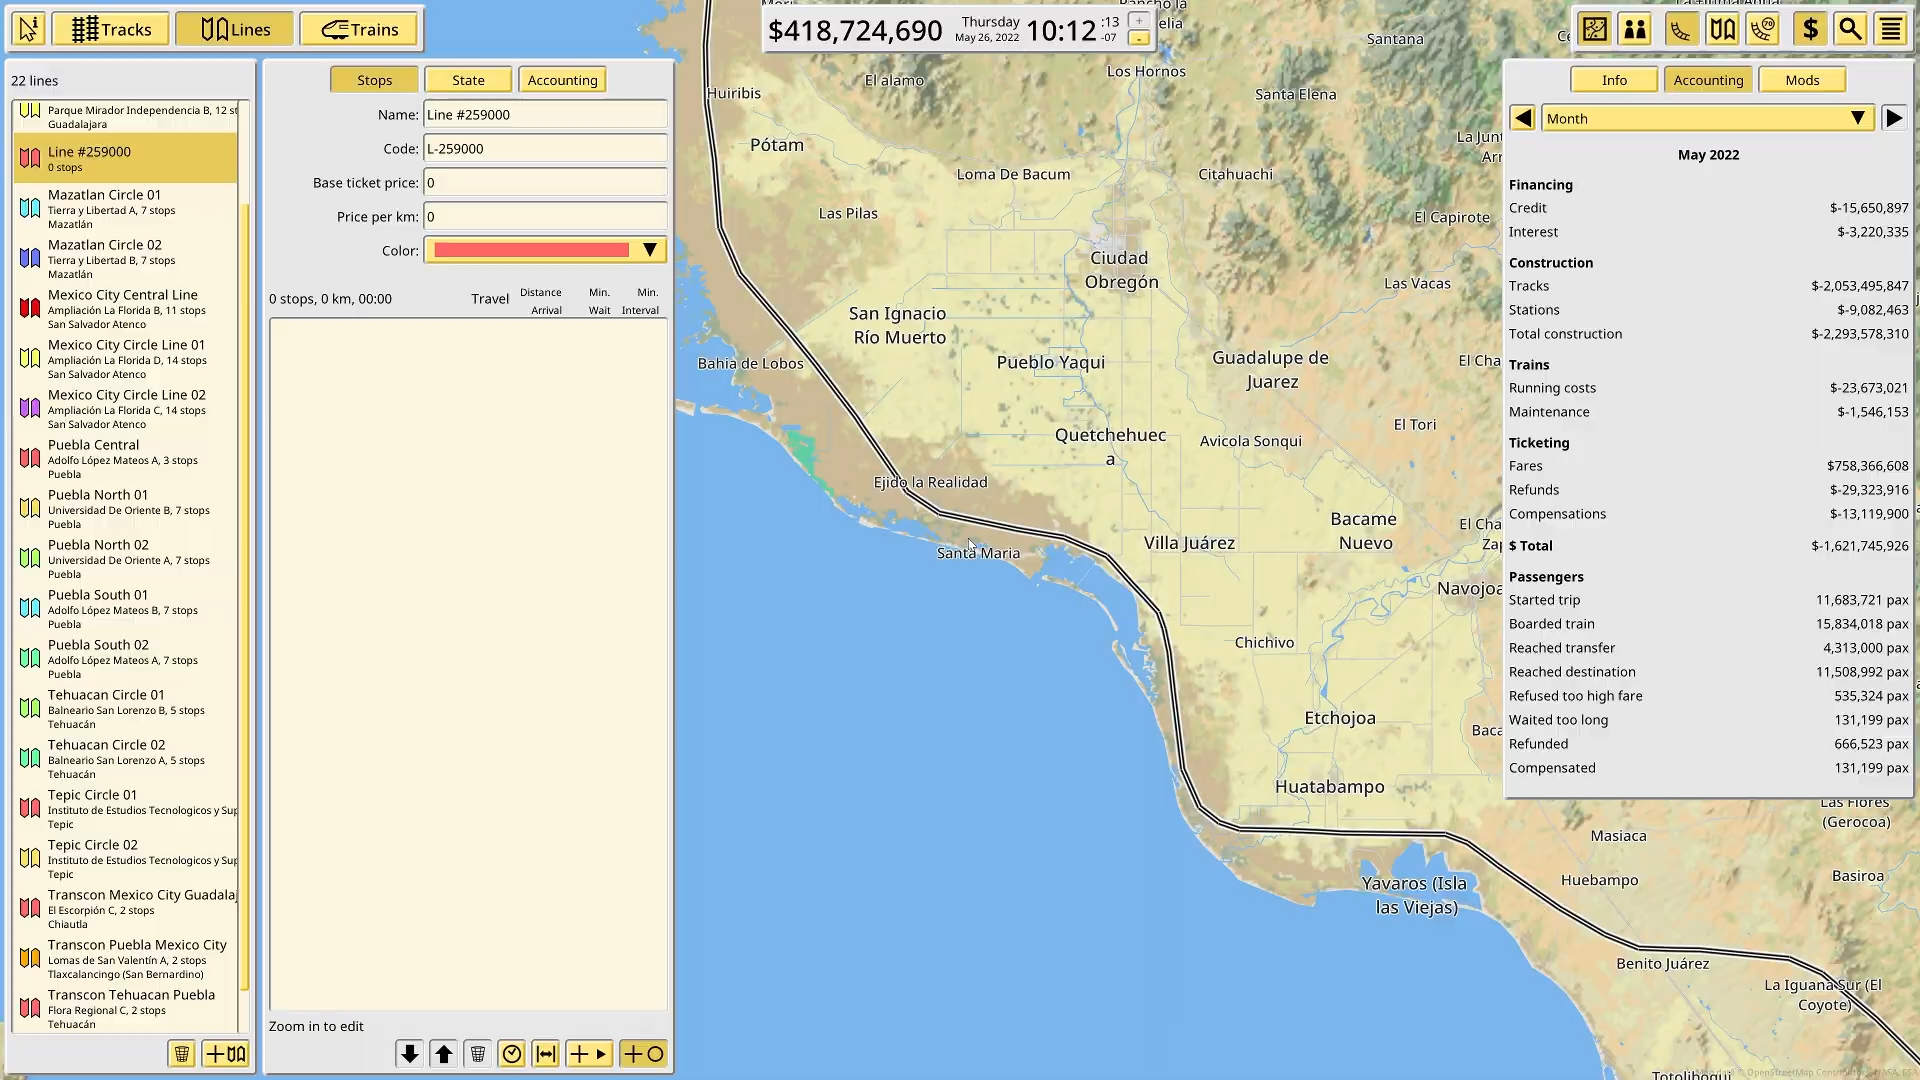 Tracks
Lines
Trains
$418,724,690
Thursday
May 26, 2022
10:12
:13
-07
+
-
22 lines
Parque Mirador Independencia B, 12 st
Guadalajara
Line #259000
0 stops
Mazatlan Circle 01
Tierra y Libertad A, 7 stops
Mazatlán
Mazatlan Circle 02
Tierra y Libertad B, 7 stops
Mazatlán
Mexico City Central Line
Ampliación La Florida B, 11 stops
San Salvador Atenco
Mexico City Circle Line 01
Ampliación La Florida D, 14 stops
San Salvador Atenco
Mexico City Circle Line 02
Ampliación La Florida C, 14 stops
San Salvador Atenco
Puebla Central
Adolfo López Mateos A, 3 stops
Puebla
Puebla North 01
Universidad De Oriente B, 7 stops
Puebla
Puebla North 02
Universidad De Oriente A, 7 stops
Puebla
Puebla South 01
Adolfo López Mateos B, 7 stops
Puebla
Puebla South 02
Adolfo López Mateos A, 7 stops
Puebla
Tehuacan Circle 01
Balneario San Lorenzo B, 5 stops
Tehuacán
Tehuacan Circle 02
Balneario San Lorenzo A, 5 stops
Tehuacán
Tepic Circle 01
Instituto de Estudios Tecnologicos y Sup
Tepic
Tepic Circle 02
Instituto de Estudios Tecnologicos y Sup
Tepic
Transcon Mexico City Guadalaj
El Escorpión C, 2 stops
Chiautla
Transcon Puebla Mexico City
Lomas de San Valentín A, 2 stops
Tlaxcalancingo (San Bernardino)
Transcon Tehuacan Puebla
Flora Regional C, 2 stops
Tehuacán
Stops
State
Accounting
Name: Line #259000
Code: L-259000
Base ticket price: 0
Price per km: 0
Color:
0 stops, 0 km, 00:00
Travel
Distance
Arrival
Min.
Wait
Min.
Interval
Zoom in to edit
Huiribis
El alamo
Los Hornos
Santana
Santa Elena
Pótam
Loma De Bacum
Citahuachi
Las Pilas
El Capirote
Ciudad
Obregón
Las Vacas
San Ignacio
Río Muerto
Bahia de Lobos
Pueblo Yaqui
Guadalupe de
Juarez
El Cha
El Tori
Quetchehuec
a
Avicola Sonqui
Ejido la Realidad
Bacame
Nuevo
Villa Juárez
Santa Maria
El Cha
Navojoa
Chichivo
Etchojoa
Huatabampo
Yavaros (Isla
las Viejas)
Las Flores
(Gerocoa)
Masiaca
Huebampo
Basiroa
Benito Juárez
La Iguana Sur (El
Coyote)
Totoliboqui
Info
Accounting
Mods
Month
May 2022
Financing
Credit $-15,650,897
Interest $-3,220,335
Construction
Tracks $-2,053,495,847
Stations $-9,082,463
Total construction $-2,293,578,310
Trains
Running costs $-23,673,021
Maintenance $-1,546,153
Ticketing
Fares $758,366,608
Refunds $-29,323,916
Compensations $-13,119,900
$ Total $-1,621,745,926
Passengers
Started trip 11,683,721 pax
Boarded train 15,834,018 pax
Reached transfer 4,313,000 pax
Reached destination 11,508,992 pax
Refused too high fare 535,324 pax
Waited too long 131,199 pax
Refunded 666,523 pax
Compensated 131,199 pax